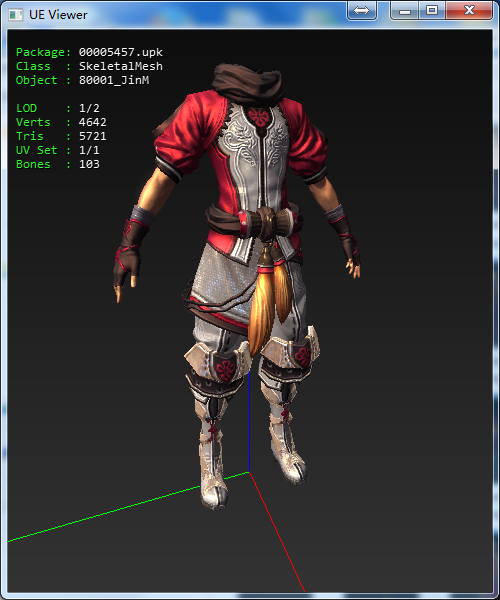 UE Viewer
Package: 00005457.upk
Class : SkeletalMesh
Object : 80001_JinM
LOD : 1/2
Verts : 4642
Tris : 5721
UV Set : 1/1
Bones : 103